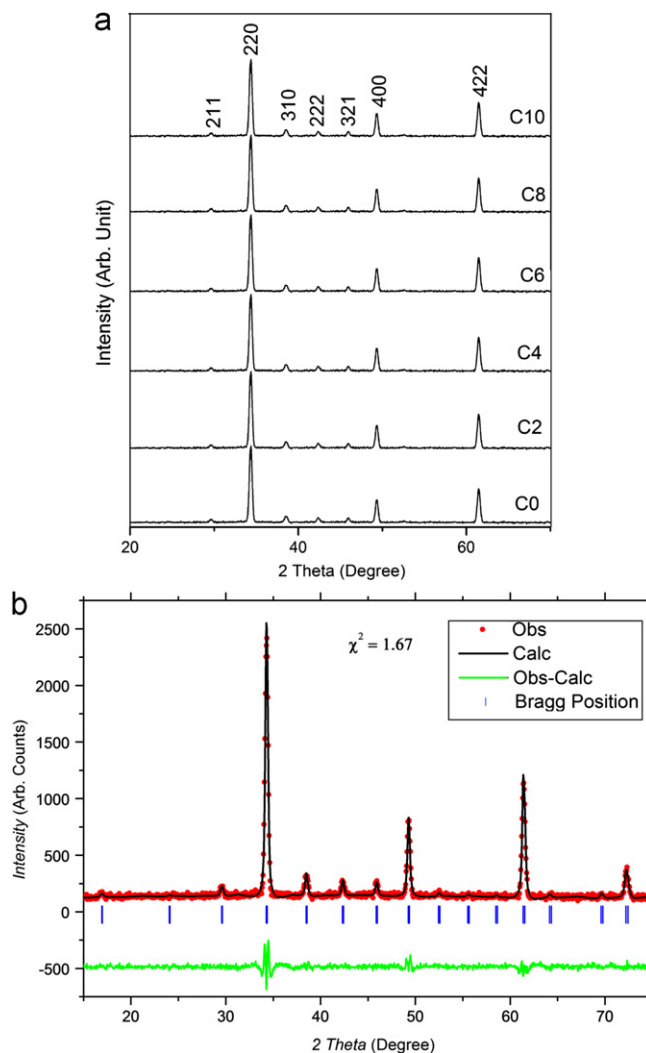 a
220
422
400
211
310
222
321
C10
C8
C6
C4
C2
C0
Intensity (Arb. Unit)
20 40 60
2 Theta (Degree)
b
2500
2000
1500
1000
500
0
-500
χ² = 1.67
Obs
Calc
Obs-Calc
Bragg Position
Intensity (Arb. Counts)
20 30 40 50 60 70
2 Theta (Degree)